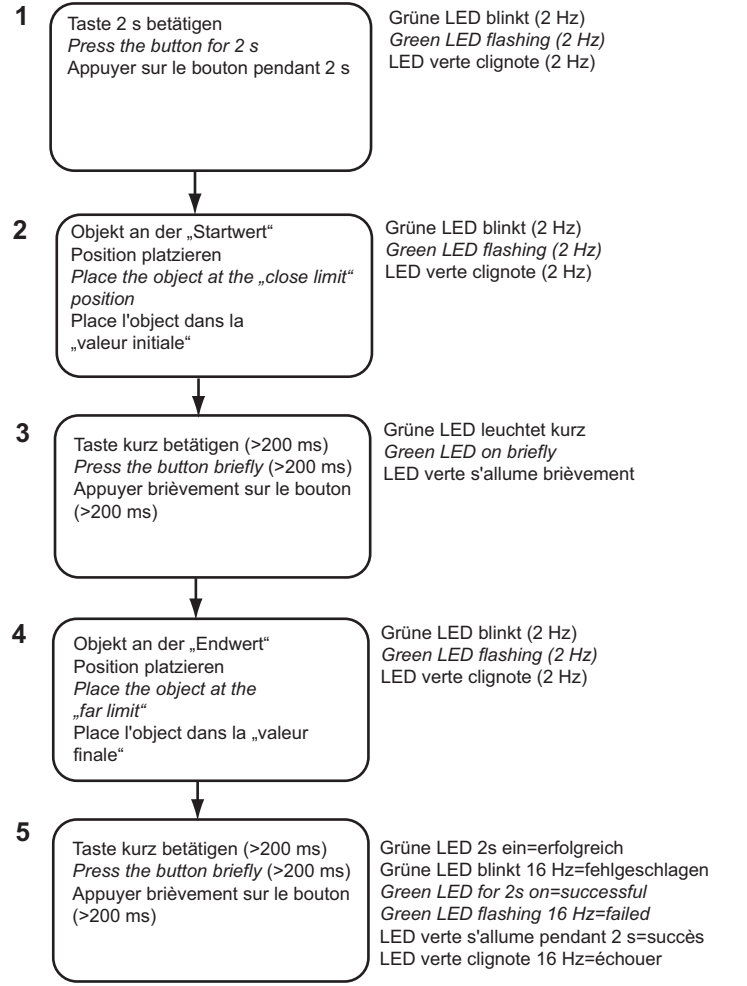 1
Taste 2 s betätigen
Press the button for 2 s
Appuyer sur le bouton pendant 2 s
Grüne LED blinkt (2 Hz)
Green LED flashing (2 Hz)
LED verte clignote (2 Hz)
2
Objekt an der „Startwert“
Position platzieren
Place the object at the „close limit“
position
Place l'object dans la
„valeur initiale“
Grüne LED blinkt (2 Hz)
Green LED flashing (2 Hz)
LED verte clignote (2 Hz)
3
Taste kurz betätigen (>200 ms)
Press the button briefly (>200 ms)
Appuyer brièvement sur le bouton
(>200 ms)
Grüne LED leuchtet kurz
Green LED on briefly
LED verte s'allume brièvement
4
Objekt an der „Endwert“
Position platzieren
Place the object at the
„far limit“
Place l'object dans la „valeur
finale“
Grüne LED blinkt (2 Hz)
Green LED flashing (2 Hz)
LED verte clignote (2 Hz)
5
Taste kurz betätigen (>200 ms)
Press the button briefly (>200 ms)
Appuyer brièvement sur le bouton
(>200 ms)
Grüne LED 2s ein=erfolgreich
Grüne LED blinkt 16 Hz=fehlgeschlagen
Green LED for 2s on=successful
Green LED flashing 16 Hz=failed
LED verte s'allume pendant 2 s=succès
LED verte clignote 16 Hz=échouer